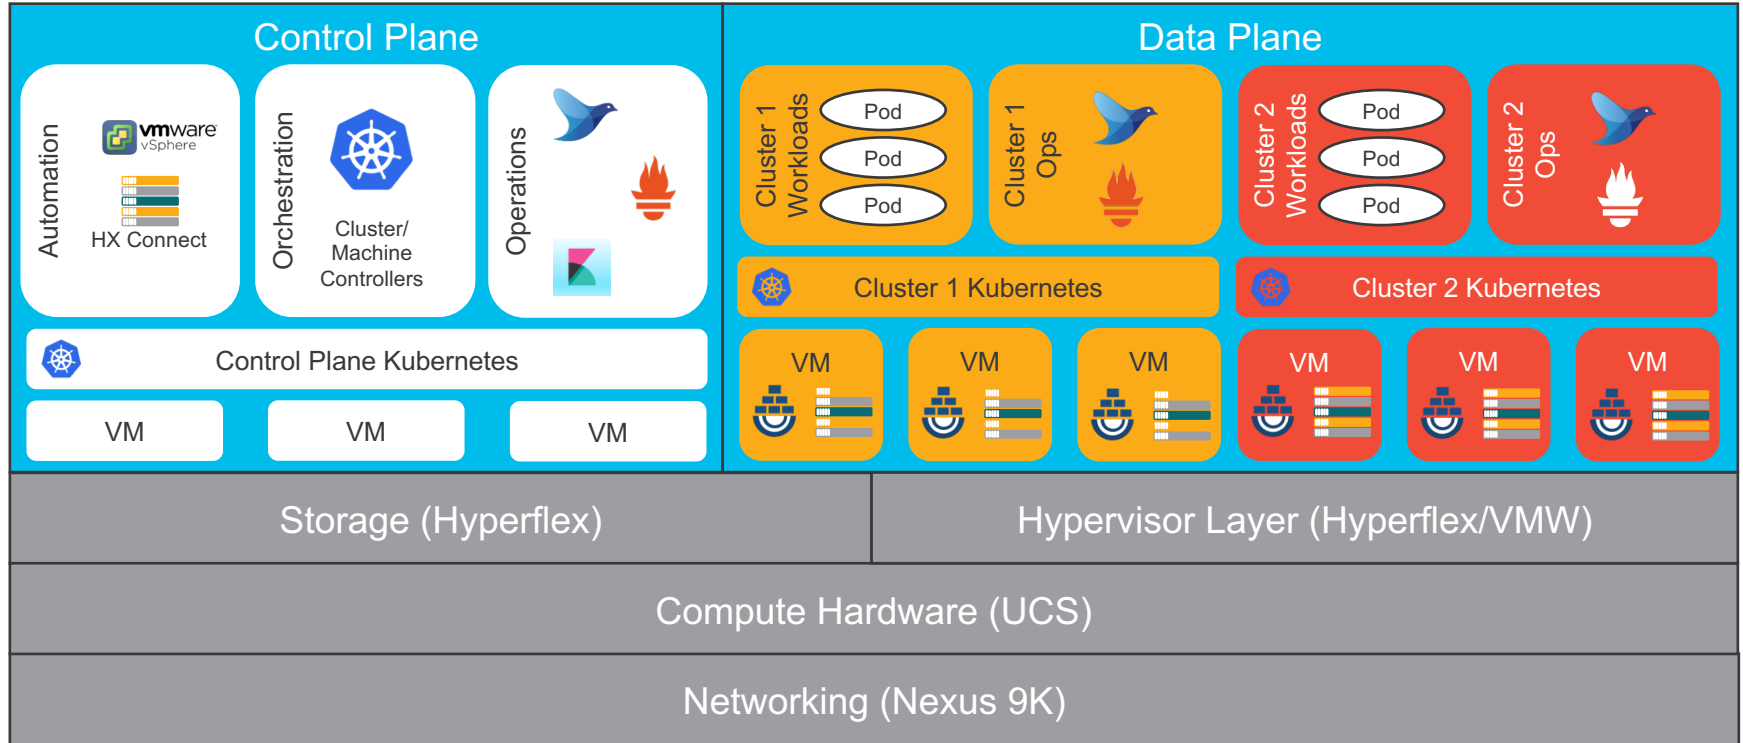 Control Plane
Data Plane
Automation
vmware
vSphere
HX Connect
Orchestration
Cluster/
Machine
Controllers
Operations
Cluster 1
Workloads
Pod
Pod
Pod
Cluster 1
Ops
Cluster 2
Workloads
Pod
Pod
Pod
Cluster 2
Ops
Control Plane Kubernetes
Cluster 1 Kubernetes
Cluster 2 Kubernetes
VM
VM
VM
VM
VM
VM
VM
VM
VM
Storage (Hyperflex)
Hypervisor Layer (Hyperflex/VMW)
Compute Hardware (UCS)
Networking (Nexus 9K)